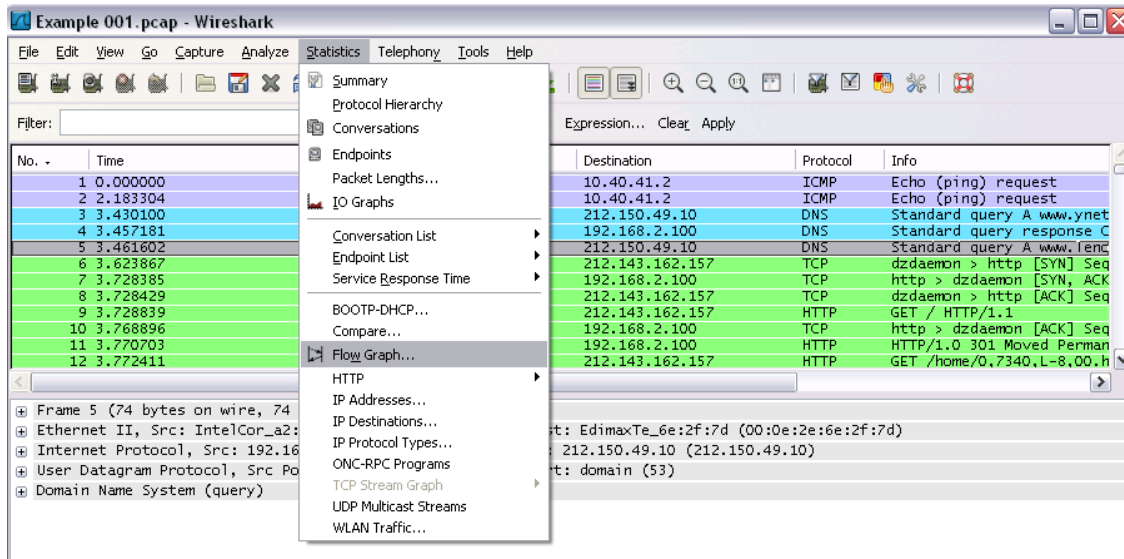 Example 001.pcap - Wireshark
File Edit View Go Capture Analyze Statistics Telephony Tools Help
Summary
Protocol Hierarchy
Conversations
Endpoints
Packet Lengths...
IO Graphs
Conversation List
Endpoint List
Service Response Time
BOOTP-DHCP...
Compare...
Flow Graph...
HTTP
IP Addresses...
IP Destinations...
IP Protocol Types...
ONC-RPC Programs
TCP Stream Graph
UDP Multicast Streams
WLAN Traffic...
Filter: Expression... Clear Apply
No. Time Destination Protocol Info
1 0.000000 10.40.41.2 ICMP Echo (ping) request
2 2.183304 10.40.41.2 ICMP Echo (ping) request
3 3.430100 212.150.49.10 DNS Standard query A www.ynet
4 3.457181 192.168.2.100 DNS Standard query response C
5 3.461602 212.150.49.10 DNS Standard query A www.lenc
6 3.623867 212.143.162.157 TCP dzdaemon > http [SYN] Seq
7 3.728385 192.168.2.100 TCP http > dzdaemon [SYN, ACK
8 3.728429 212.143.162.157 TCP dzdaemon > http [ACK] Seq
9 3.728839 212.143.162.157 HTTP GET / HTTP/1.1
10 3.768896 192.168.2.100 TCP http > dzdaemon [ACK] Seq
11 3.770703 192.168.2.100 HTTP HTTP/1.0 301 Moved Perman
12 3.772411 212.143.162.157 HTTP GET /home/0,7340,L-8,00.h
Frame 5 (74 bytes on wire, 74
Ethernet II, Src: IntelCor_a2: t: EdimaxTe_6e:2f:7d (00:0e:2e:6e:2f:7d)
Internet Protocol, Src: 192.16 212.150.49.10 (212.150.49.10)
User Datagram Protocol, Src Po t: domain (53)
Domain Name System (query)